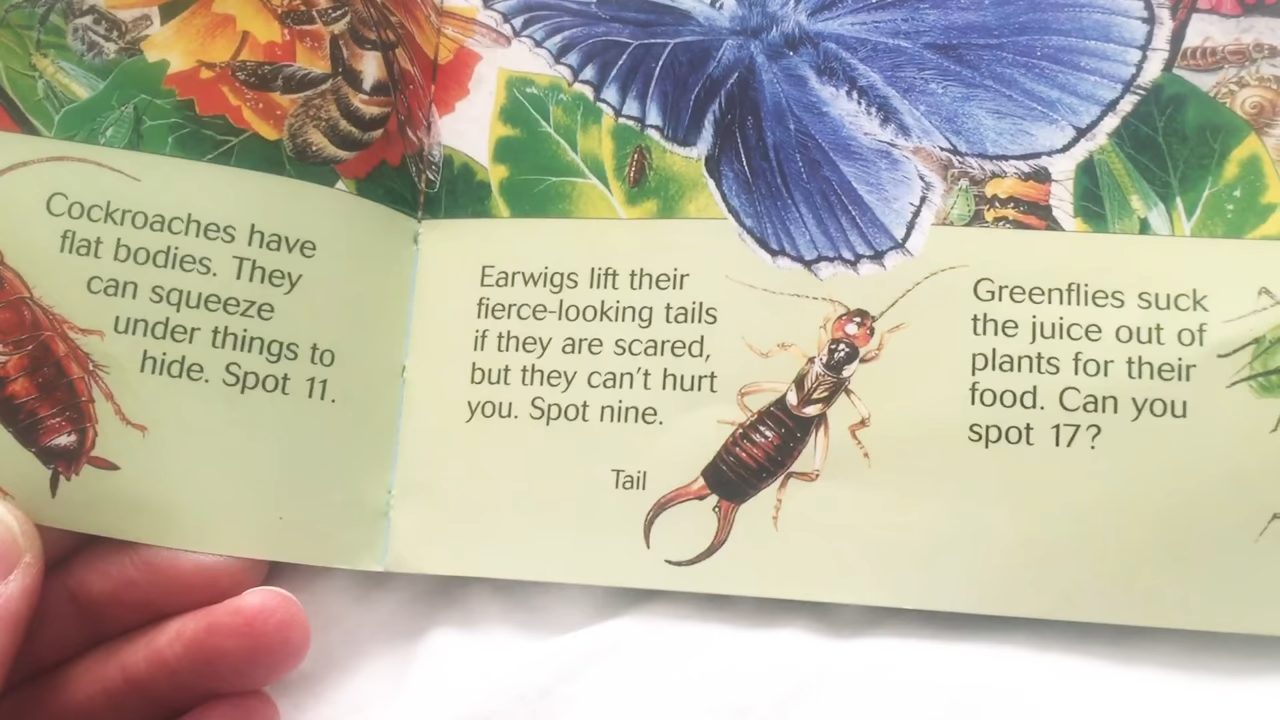 Cockroaches have
flat bodies. They
can squeeze
under things to
hide. Spot 11.
Earwigs lift their
fierce-looking tails
if they are scared,
but they can't hurt
you. Spot nine.
Tail
Greenflies suck
the juice out of
plants for their
food. Can you
spot 17?